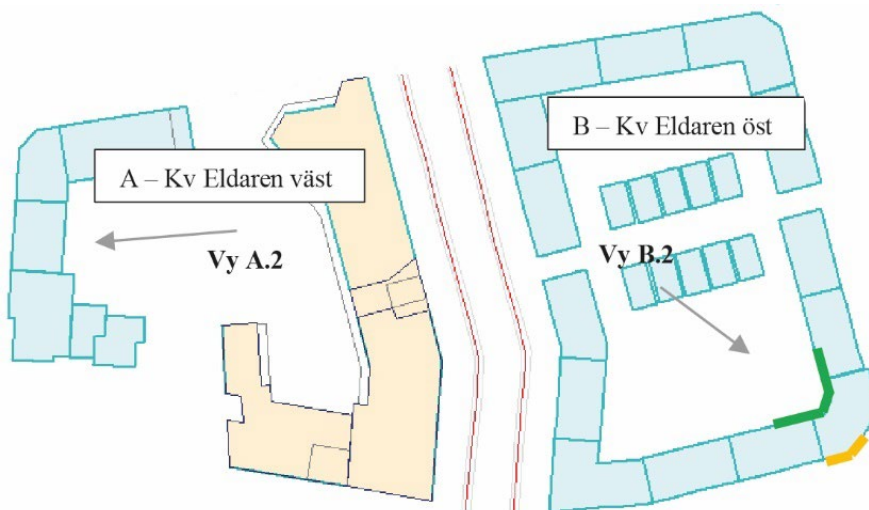 B – Kv Eldaren öst
A – Kv Eldaren väst
Vy A.2
Vy B.2